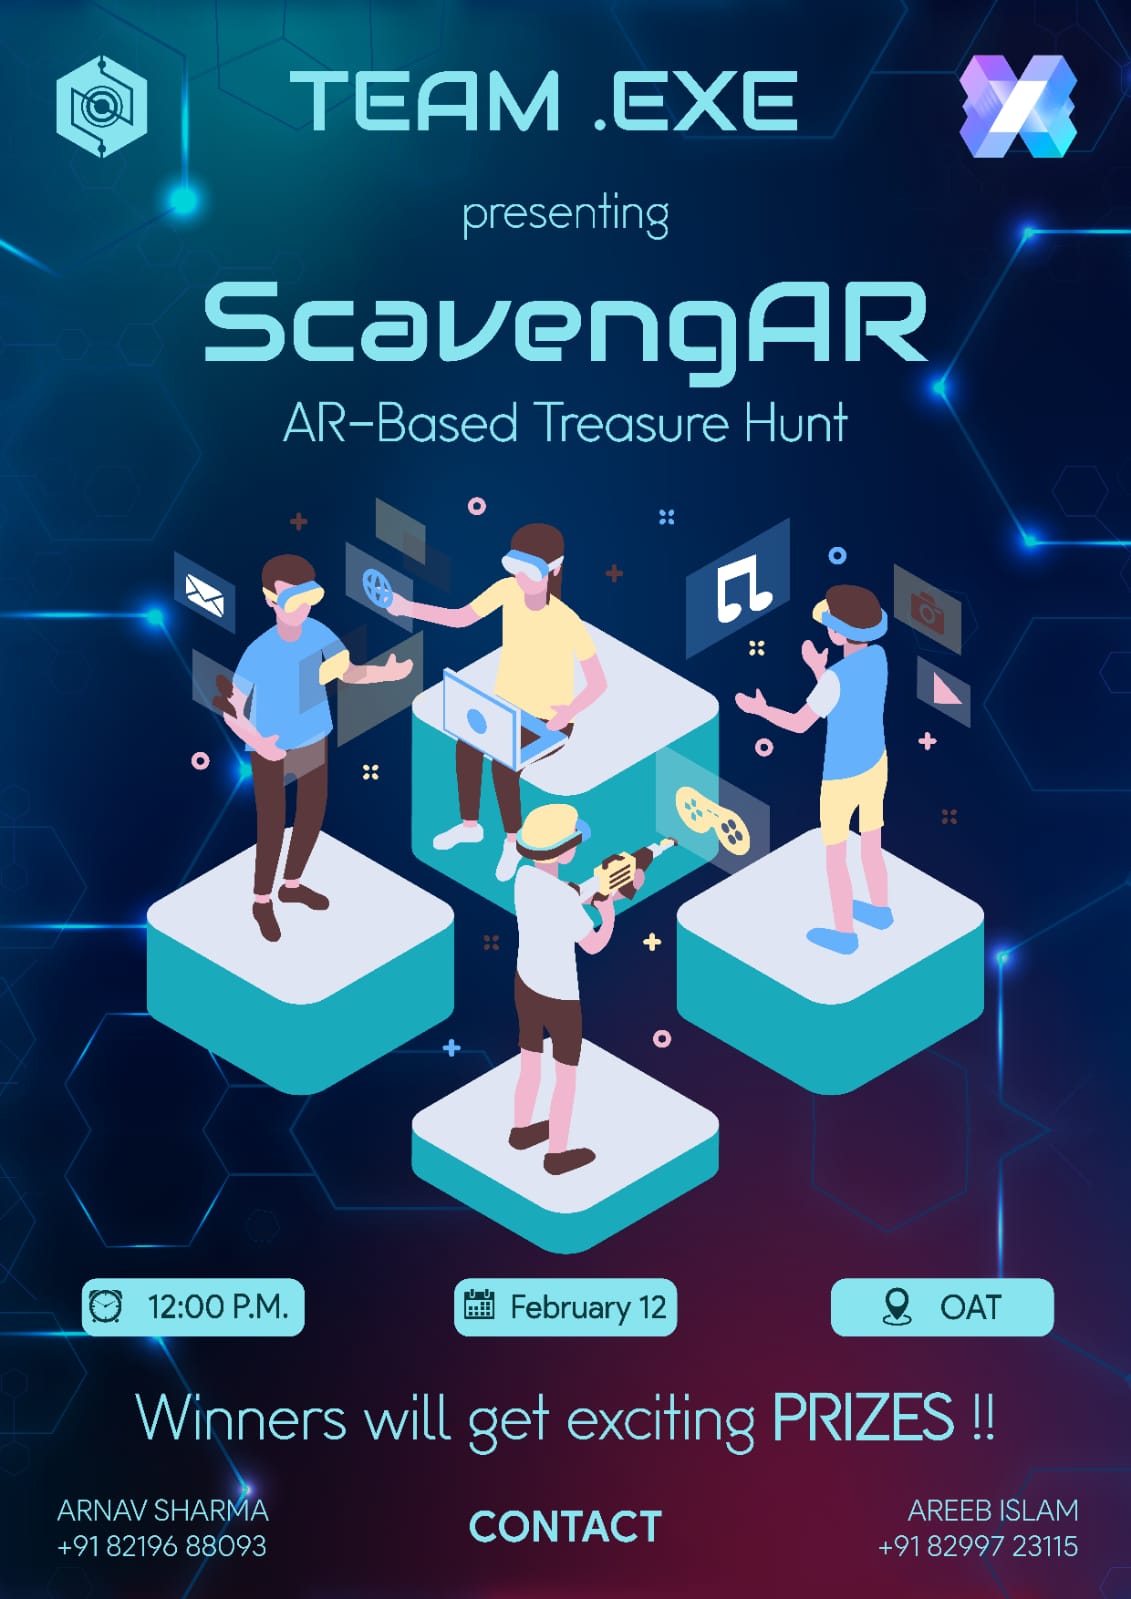 TEAM .EXE
presenting
ScavengAR
AR-Based Treasure Hunt
12:00 P.M.
February 12
OAT
Winners will get exciting PRIZES !!
ARNAV SHARMA
+91 82196 88093
CONTACT
AREEB ISLAM
+91 82997 23115